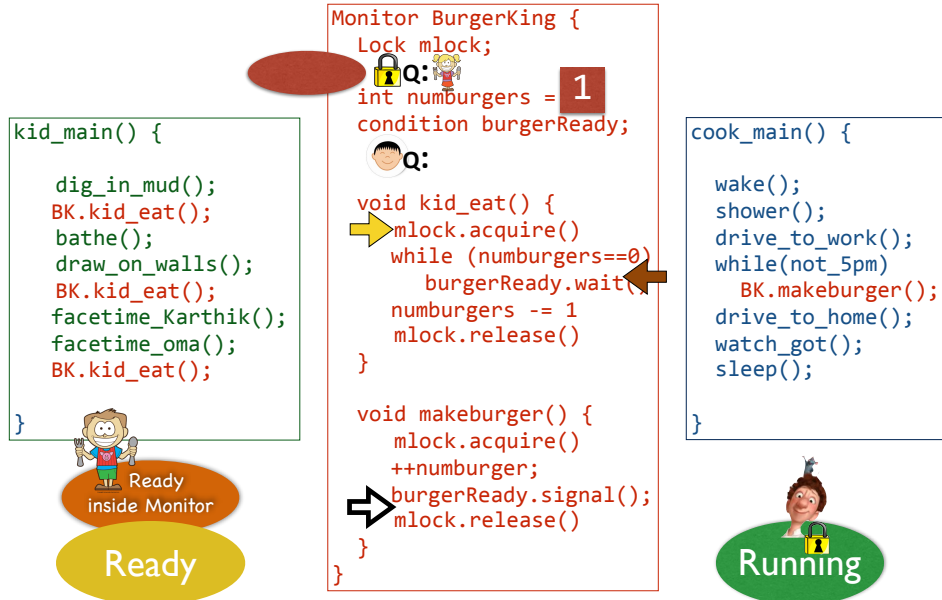 kid_main() {
dig_in_mud();
BK.kid_eat();
bathe();
draw_on_walls();
BK.kid_eat();
facetime_Karthik();
facetime_oma();
BK.kid_eat();
}
Ready
inside Monitor
Ready
Monitor BurgerKing {
Lock mlock;
Q:
int numburgers = 1
condition burgerReady;
Q:
void kid_eat() {
mlock.acquire()
while (numburgers==0)
burgerReady.wait()
numburgers -= 1
mlock.release()
}
void makeburger() {
mlock.acquire()
++numburger;
burgerReady.signal();
mlock.release()
}
}
cook_main() {
wake();
shower();
drive_to_work();
while(not_5pm)
BK.makeburger();
drive_to_home();
watch_got();
sleep();
}
Running